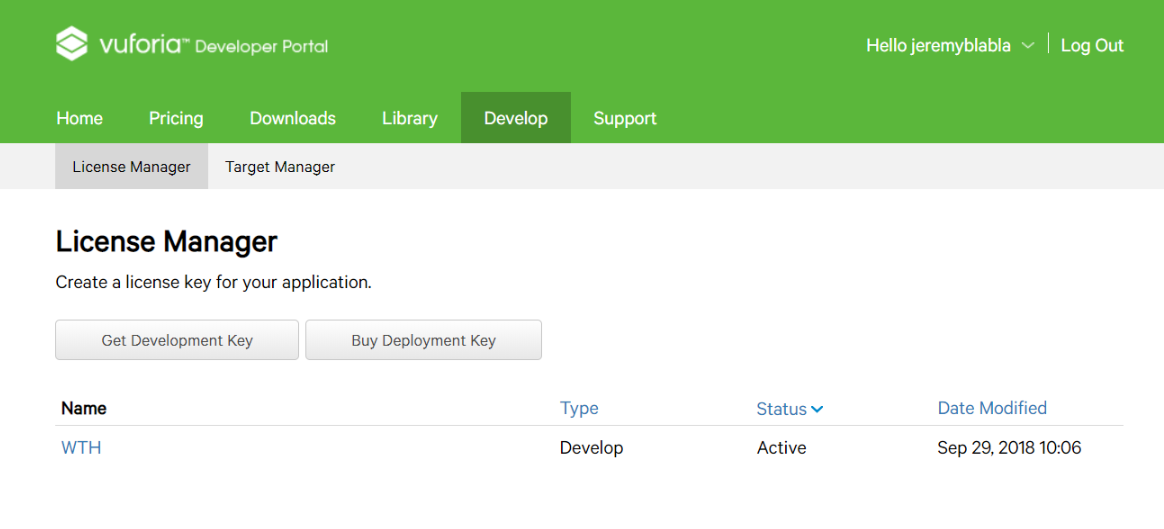 vuforia™ Developer Portal
Hello jeremyblabla
Log Out
Home Pricing Downloads Library Develop Support
License Manager Target Manager
License Manager
Create a license key for your application.
Get Development Key Buy Deployment Key
Name Type Status Date Modified
WTH Develop Active Sep 29, 2018 10:06